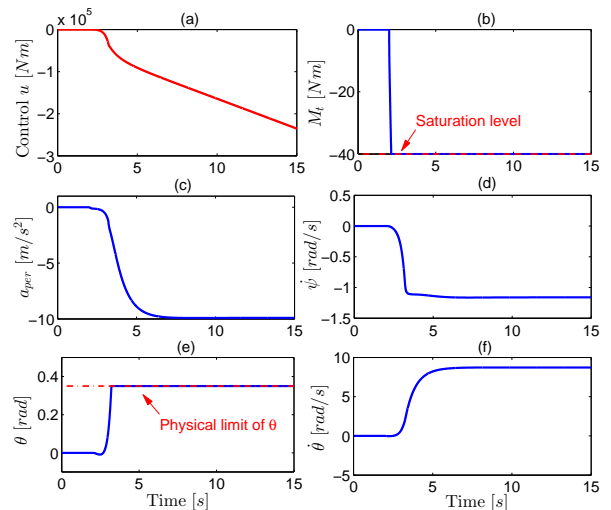 (a)
x 10^5
0
-1
-2
-3
0 5 10 15
Control u [Nm]
(b)
0
-20
-40
0 5 10 15
M_t [Nm]
Saturation level
(c)
0
-5
-10
0 5 10 15
a_per [m/s^2]
(d)
0.5
0
-0.5
-1
-1.5
0 5 10 15
ψ̇ [rad/s]
(e)
0.4
0.2
0
0 5 10 15
θ [rad]
Physical limit of θ
Time [s]
(f)
10
5
0
-5
0 5 10 15
θ̇ [rad/s]
Time [s]